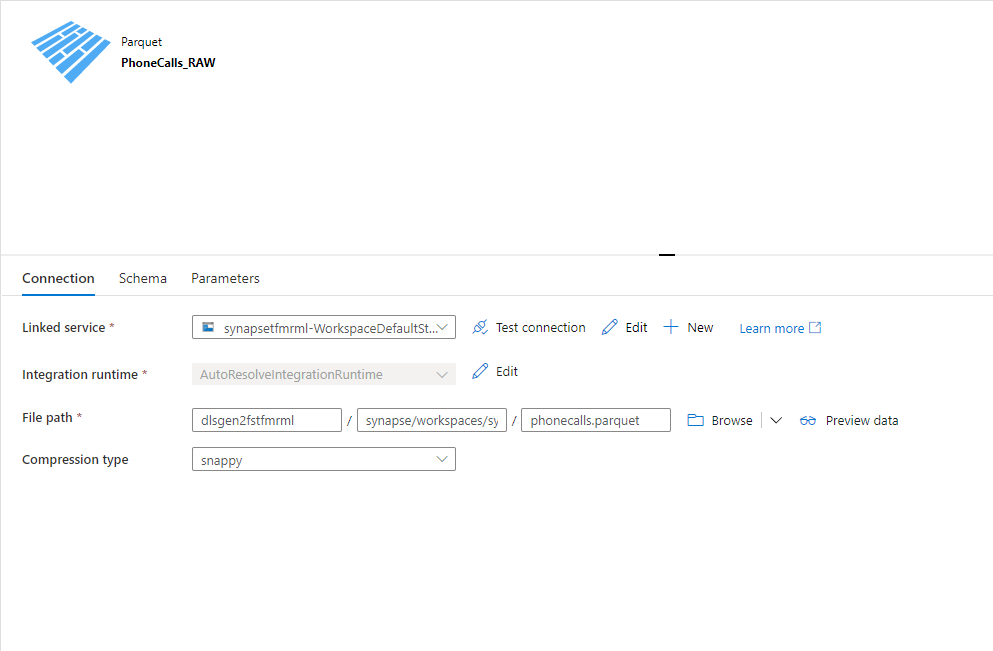 Parquet
PhoneCalls_RAW
Connection Schema Parameters
Linked service * synapsetfmrml-WorkspaceDefaultSt... Test connection Edit New Learn more
Integration runtime * AutoResolveIntegrationRuntime Edit
File path * dlsgen2fstfmrml / synapse/workspaces/sy / phonecalls.parquet Browse Preview data
Compression type snappy